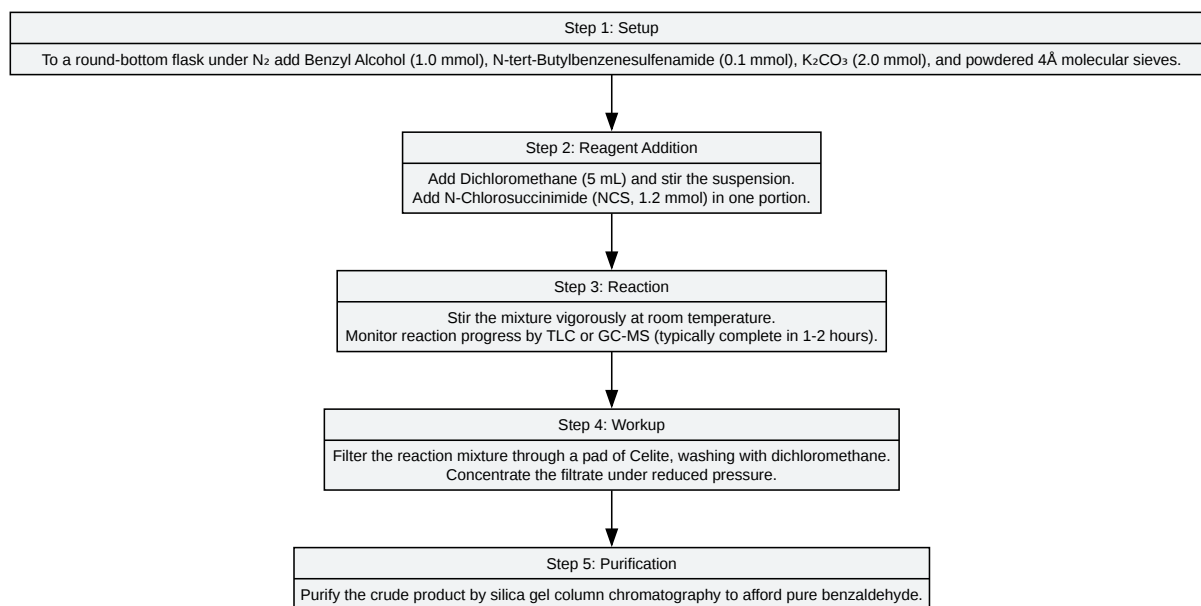 Step 1: Setup
To a round-bottom flask under N₂ add Benzyl Alcohol (1.0 mmol), N-tert-Butylbenzenesulfenamide (0.1 mmol), K₂CO₃ (2.0 mmol), and powdered 4Å molecular sieves.
Step 2: Reagent Addition
Add Dichloromethane (5 mL) and stir the suspension.
Add N-Chlorosuccinimide (NCS, 1.2 mmol) in one portion.
Step 3: Reaction
Stir the mixture vigorously at room temperature.
Monitor reaction progress by TLC or GC-MS (typically complete in 1-2 hours).
Step 4: Workup
Filter the reaction mixture through a pad of Celite, washing with dichloromethane.
Concentrate the filtrate under reduced pressure.
Step 5: Purification
Purify the crude product by silica gel column chromatography to afford pure benzaldehyde.